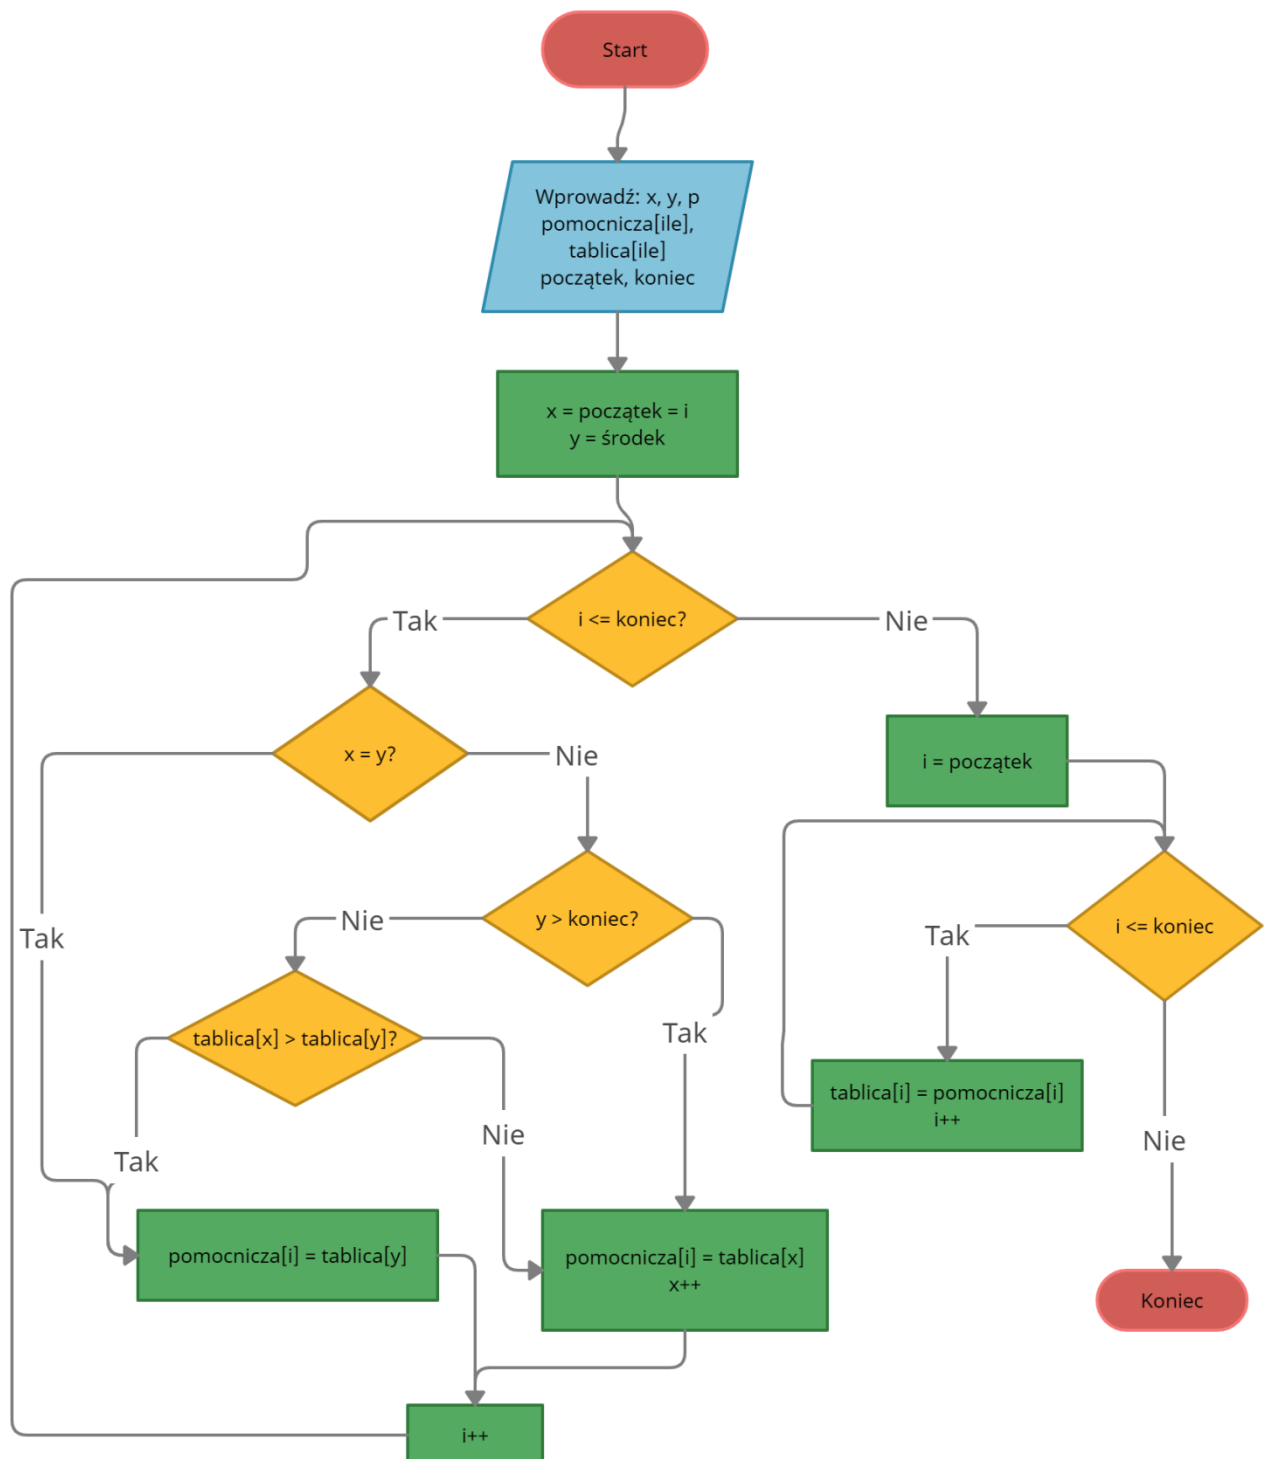 Start
Wprowadź: x, y, p
pomocnicza[ile],
tablica[ile]
początek, koniec
x = początek = i
y = środek
i <= koniec?
Tak
Nie
x = y?
Nie
i = początek
y > koniec?
Nie
Tak
i <= koniec
Tak
tablica[x] > tablica[y]?
Tak
tablica[i] = pomocnicza[i]
i++
Nie
Nie
Tak
pomocnicza[i] = tablica[y]
pomocnicza[i] = tablica[x]
x++
Koniec
i++